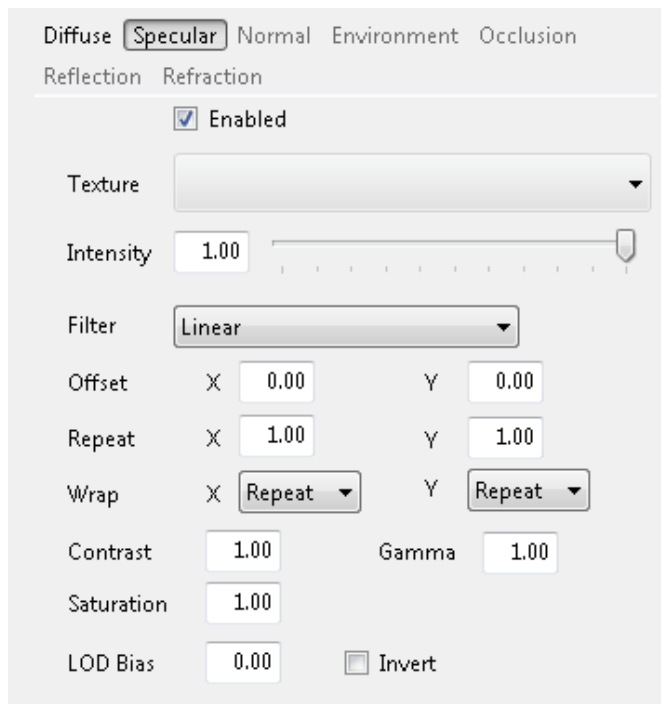 Diffuse Specular Normal Environment Occlusion
Reflection Refraction
Enabled
Texture
Intensity 1.00
Filter Linear
Offset X 0.00 Y 0.00
Repeat X 1.00 Y 1.00
Wrap X Repeat Y Repeat
Contrast 1.00 Gamma 1.00
Saturation 1.00
LOD Bias 0.00 Invert